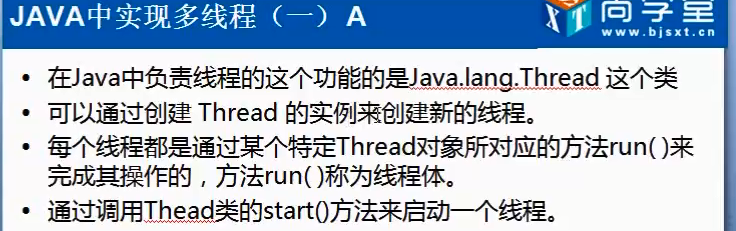 JAVA中实现多线程（一）A
尚学堂
www.bjsxt.cn
• 在Java中负责线程的这个功能的是Java.lang.Thread 这个类
• 可以通过创建 Thread 的实例来创建新的线程。
• 每个线程都是通过某个特定Thread对象所对应的方法run( )来
完成其操作的，方法run( )称为线程体。
• 通过调用Thead类的start()方法来启动一个线程。